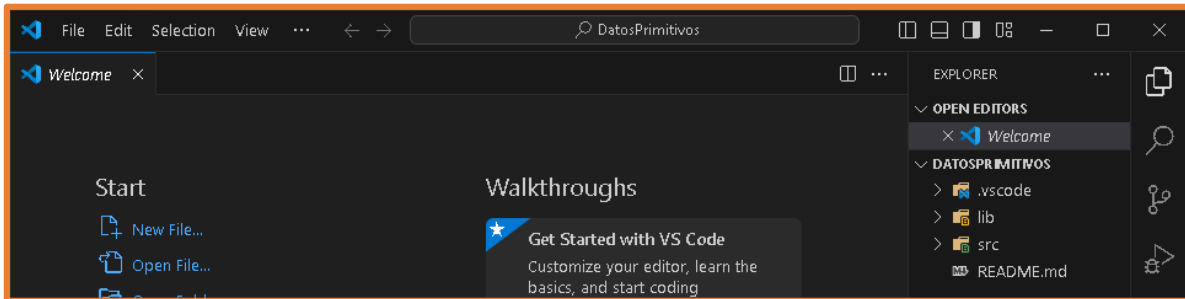 File Edit Selection View ... DatosPrimitivos
Welcome
Start
New File...
Open File...
Walkthroughs
Get Started with VS Code
Customize your editor, learn the
basics, and start coding
EXPLORER
OPEN EDITORS
Welcome
DATOSPRIMITIVOS
.vscode
lib
src
README.md